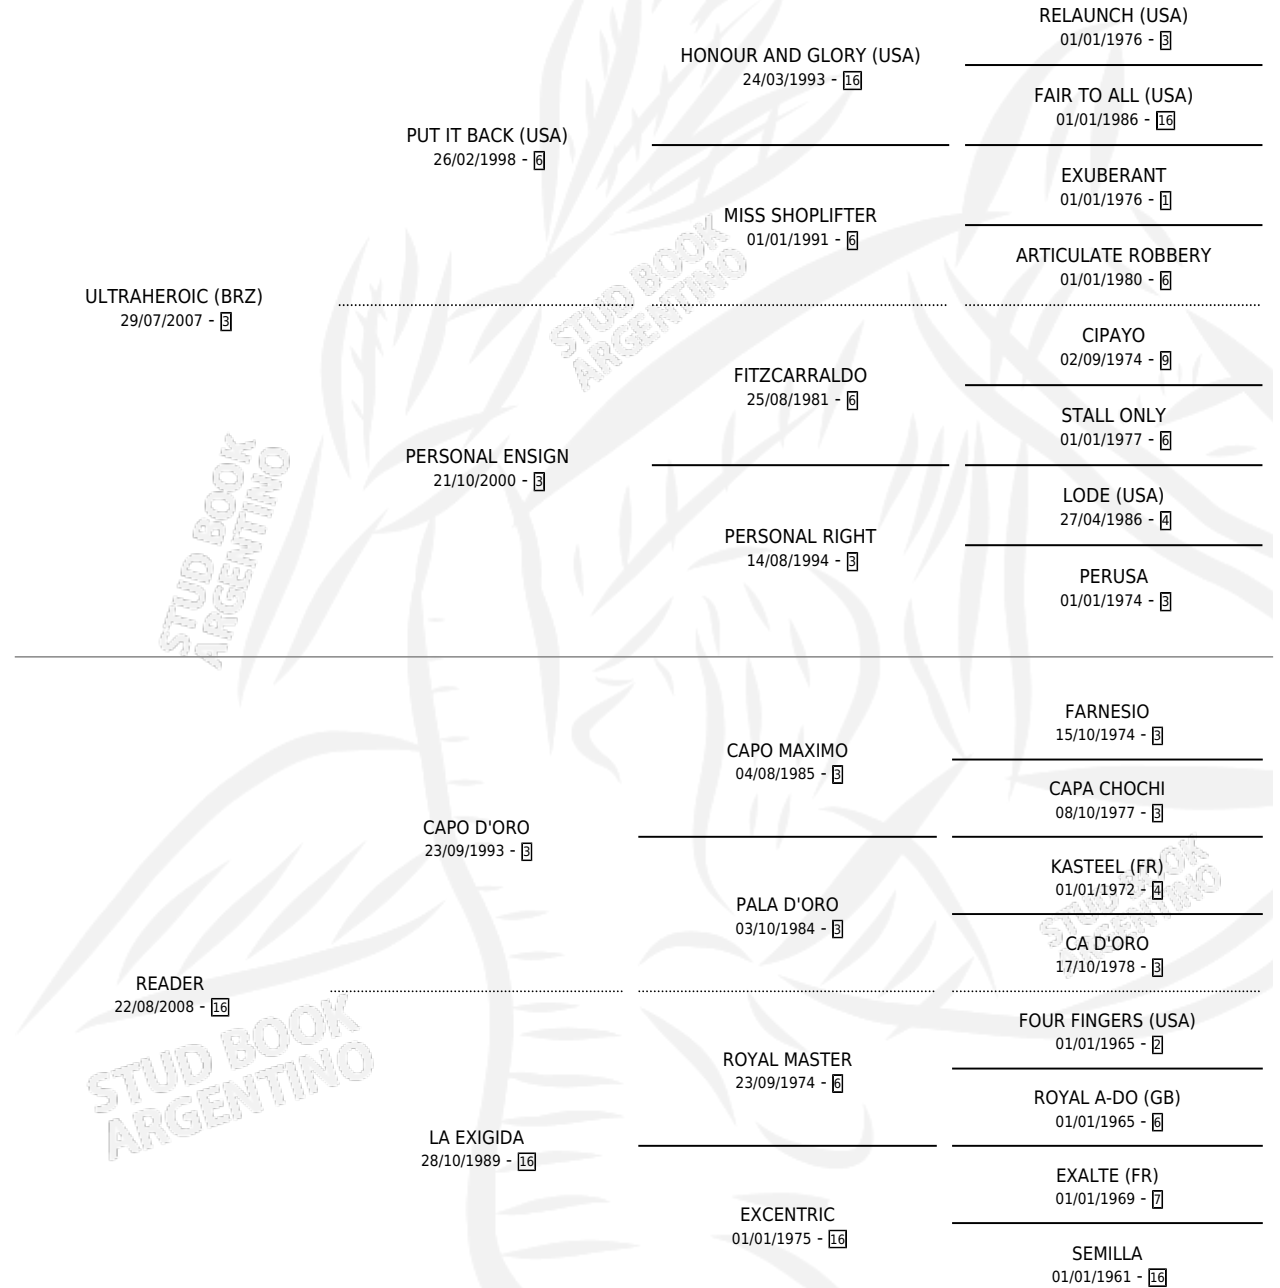 RELAUNCH (USA)
01/01/1976 - 3
HONOUR AND GLORY (USA)
24/03/1993 - 16
FAIR TO ALL (USA)
01/01/1986 - 16
PUT IT BACK (USA)
26/02/1998 - 6
EXUBERANT
01/01/1976 - 1
MISS SHOPLIFTER
01/01/1991 - 6
ARTICULATE ROBBERY
01/01/1980 - 6
ULTRAHEROIC (BRZ)
29/07/2007 - 3
CIPAYO
02/09/1974 - 9
FITZCARRALDO
25/08/1981 - 6
STALL ONLY
01/01/1977 - 6
PERSONAL ENSIGN
21/10/2000 - 3
LODE (USA)
27/04/1986 - 4
PERSONAL RIGHT
14/08/1994 - 3
PERUSA
01/01/1974 - 3
STUD BOOK
ARGENTINO
STUD BOOK
ARGENTINO
FARNESIO
15/10/1974 - 3
CAPO MAXIMO
04/08/1985 - 3
CAPA CHOCHI
08/10/1977 - 3
CAPO D'ORO
23/09/1993 - 3
KASTEEL (FR)
01/01/1972 - 4
PALA D'ORO
03/10/1984 - 3
CA D'ORO
17/10/1978 - 3
READER
22/08/2008 - 16
FOUR FINGERS (USA)
01/01/1965 - 2
ROYAL MASTER
23/09/1974 - 6
ROYAL A-DO (GB)
01/01/1965 - 6
LA EXIGIDA
28/10/1989 - 16
EXALTE (FR)
01/01/1969 - 7
EXCENTRIC
01/01/1975 - 16
SEMILLA
01/01/1961 - 16
STUD BOOK
ARGENTINO
STUD BOOK
ARGENTINO